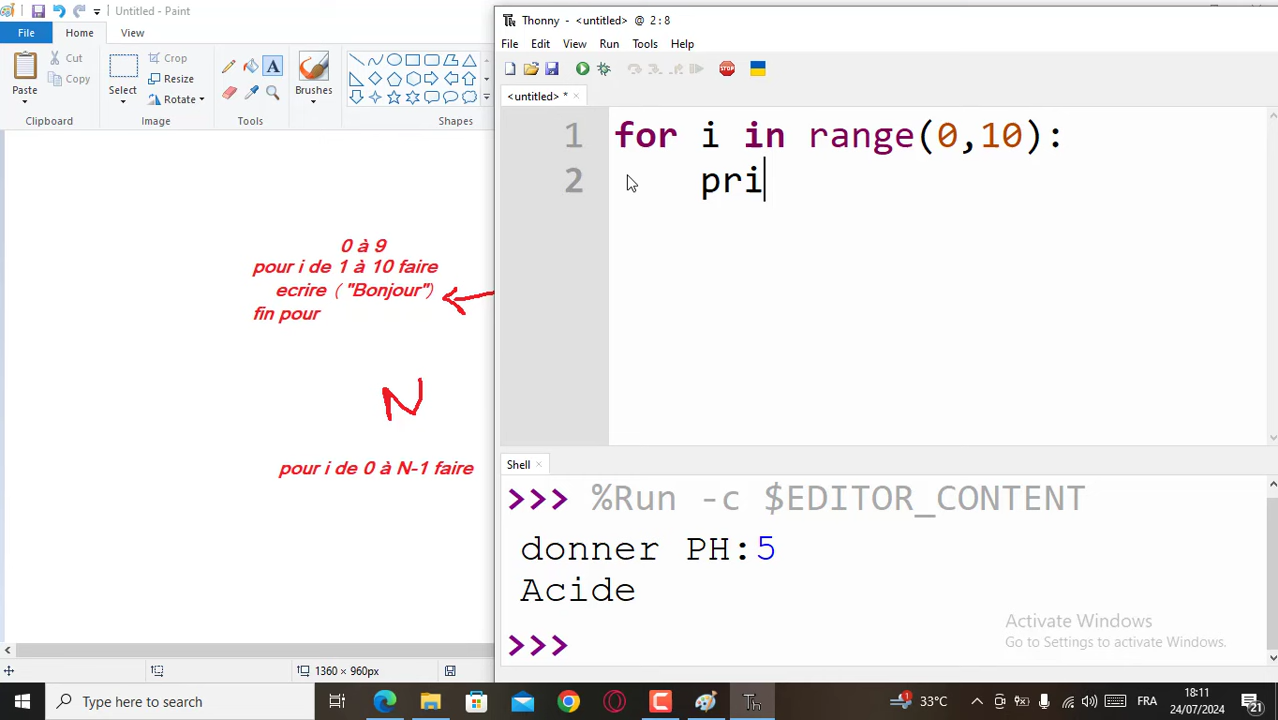 Untitled - Paint
File Home View
Paste
Cut
Copy
Clipboard
Select
Crop
Resize
Rotate
Image
A
Tools
Brushes
Shapes
0 à 9
pour i de 1 à 10 faire
ecrire ( "Bonjour")
fin pour
N
pour i de 0 à N-1 faire
1360 × 960px
Th Thonny - <untitled> @ 2:8
File Edit View Run Tools Help
STOP
<untitled> *
1 for i in range(0,10):
2 pri
Shell
>>> %Run -c $EDITOR_CONTENT
donner PH:5
Acide
>>>
Activate Windows
Go to Settings to activate Windows.
Type here to search
Th
33°C
FRA
18:11
24/07/2024
21